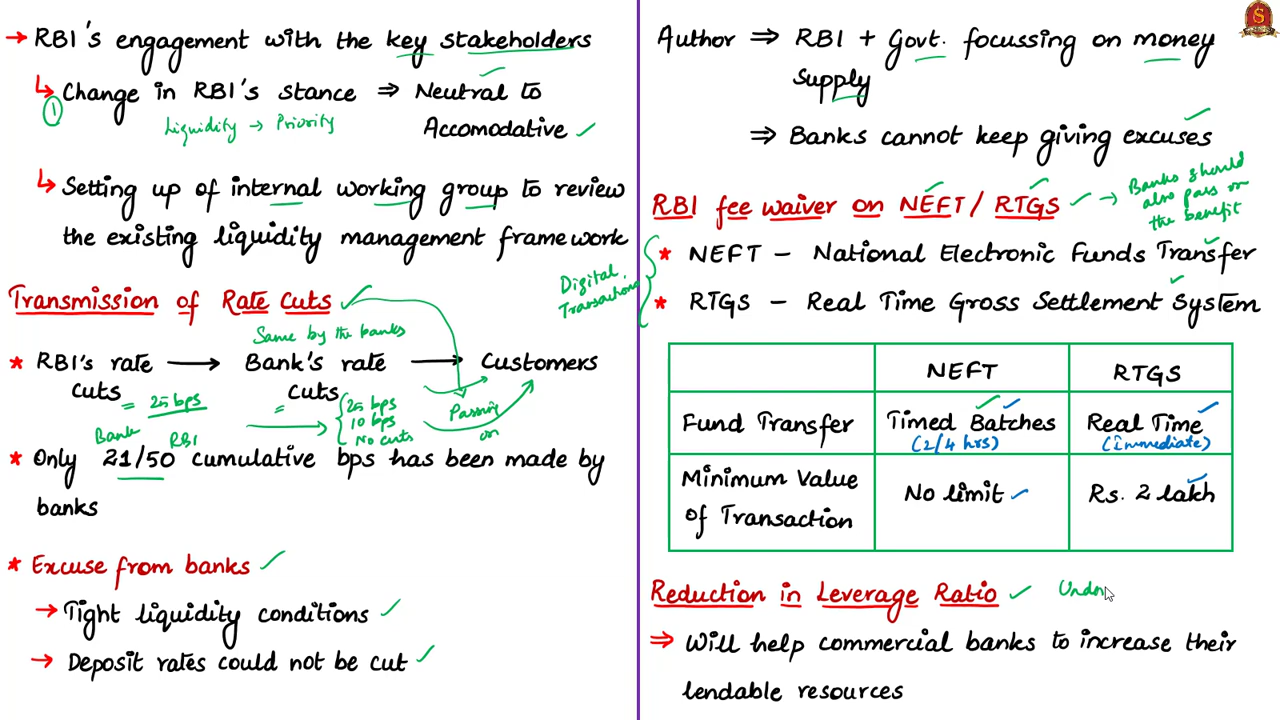 → RBI's engagement with the key stakeholders
① Change in RBI's stance ⇒ Neutral to
Liquidity → Priority
Accomodative ✓
Setting up of internal working group to review
the existing liquidity management framework
Transmission of Rate Cuts ✓
Same by the banks
* RBI's rate → Bank's rate → Customers
cuts cuts
= 25 bps = 25 bps Passing
10 bps on
No cuts
Bank RBI
* Only 21/50 cumulative bps has been made by
banks
* Excuse from banks ✓
→ Tight liquidity conditions ✓
→ Deposit rates could not be cut ✓
Author ⇒ RBI + Govt. focussing on money
supply
⇒ Banks cannot keep giving excuses
RBI fee waiver on NEFT / RTGS ✓ → Banks should
also pass on
the benefit
Digital
Transactions
* NEFT – National Electronic Funds Transfer
* RTGS – Real Time Gross Settlement System
NEFT RTGS
Fund Transfer Timed Batches Real Time
(2/4 hrs) (immediate)
Minimum Value No limit Rs. 2 lakh
of Transaction
Reduction in Leverage Ratio ✓ Under
⇒ Will help commercial banks to increase their
lendable resources
S